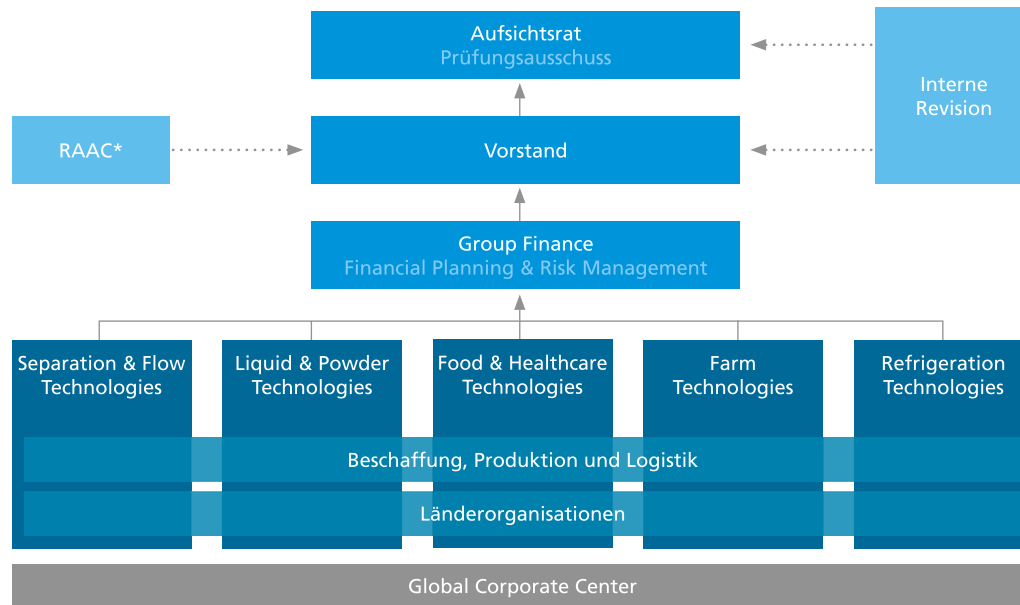 Aufsichtsrat
Prüfungsausschuss
Interne
Revision
RAAC*
Vorstand
Group Finance
Financial Planning & Risk Management
Separation & Flow
Technologies
Liquid & Powder
Technologies
Food & Healthcare
Technologies
Farm
Technologies
Refrigeration
Technologies
Beschaffung, Produktion und Logistik
Länderorganisationen
Global Corporate Center